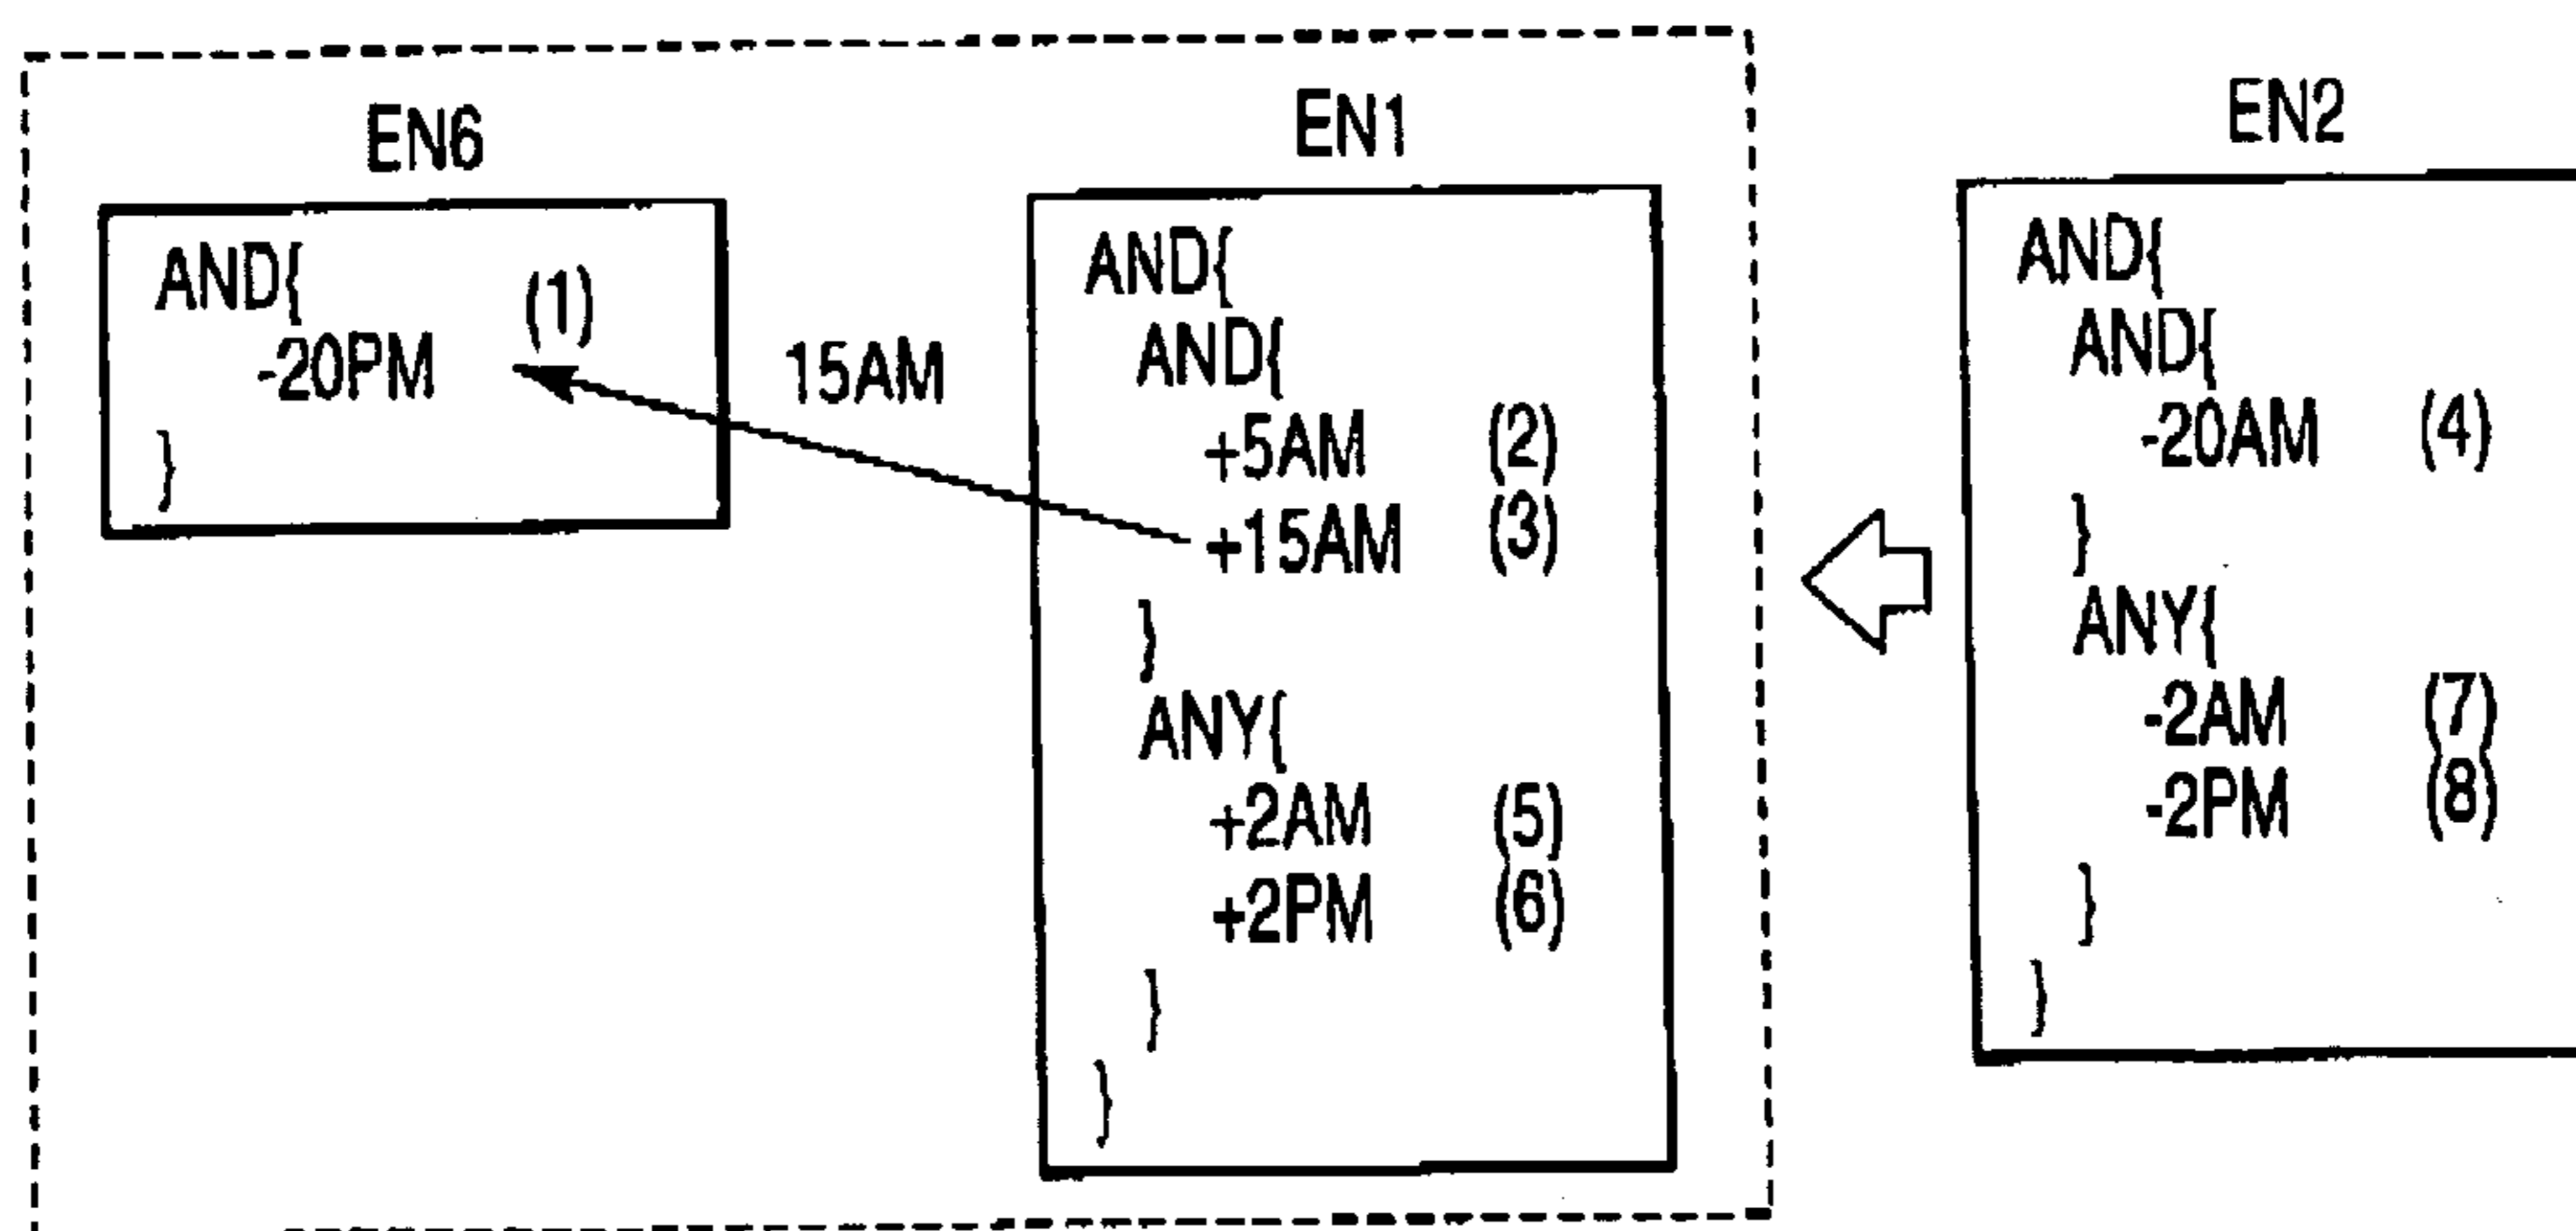 EN6
AND{
(1)
-20PM
}
15AM
EN1
AND{
AND{
+5AM (2)
+15AM (3)
}
ANY{
+2AM (5)
+2PM (6)
}
}
EN2
AND{
AND{
-20AM (4)
}
ANY{
-2AM (7)
-2PM (8)
}
}